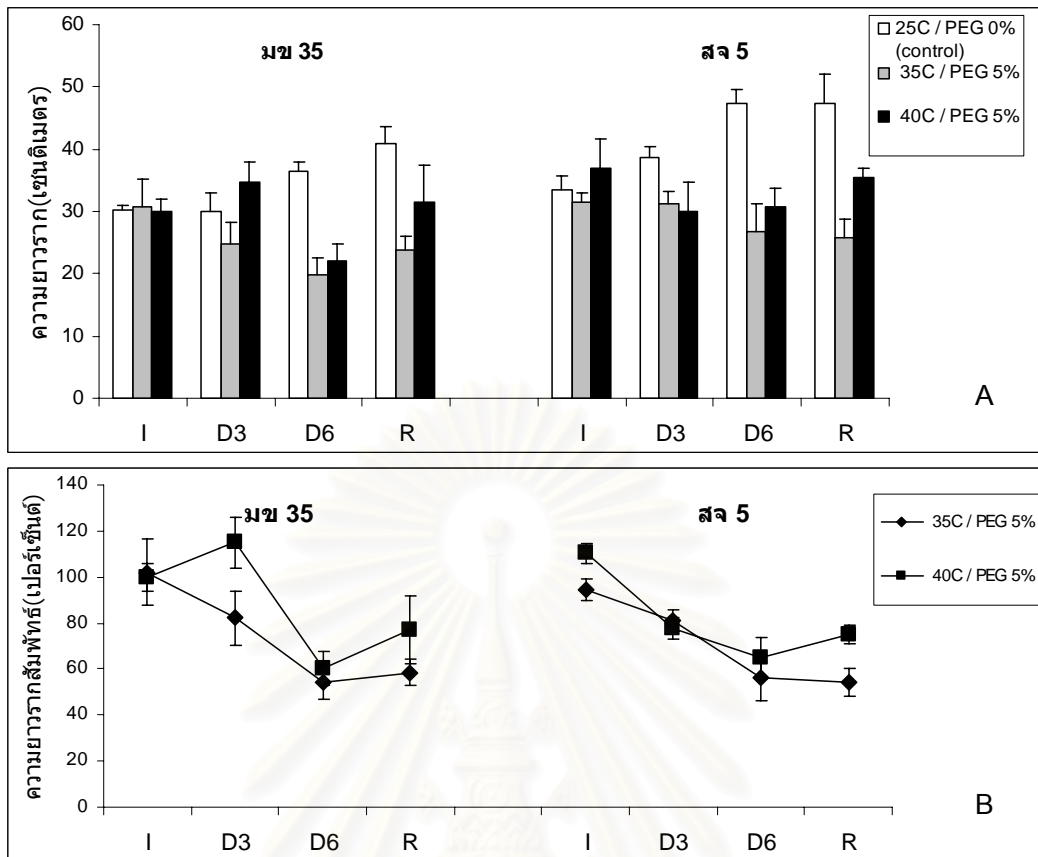 60
50
40
30
20
10
0
ความยาวราก(เซนติเมตร)
มข 35
สจ 5
25C / PEG 0%
(control)
35C / PEG 5%
40C / PEG 5%
I D3 D6 R I D3 D6 R
A
140
120
100
80
60
40
20
0
ความยาวรากสัมพัทธ์(เปอร์เซ็นต์)
มข 35
สจ 5
35C / PEG 5%
40C / PEG 5%
I D3 D6 R I D3 D6 R
B